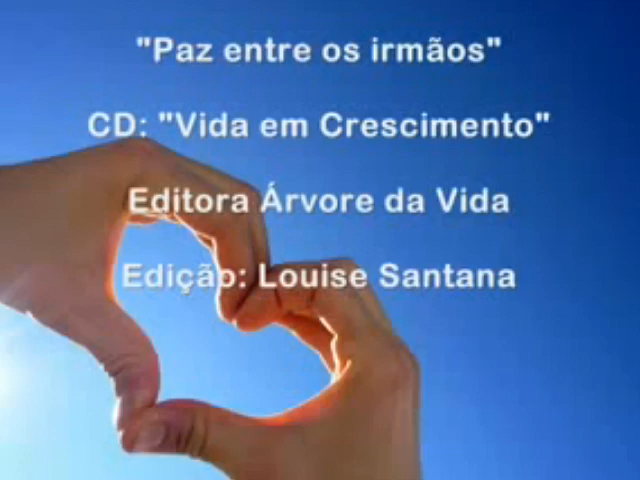 "Paz entre os irmãos"
CD: "Vida em Crescimento"
Editora Árvore da Vida
Edição: Louise Santana